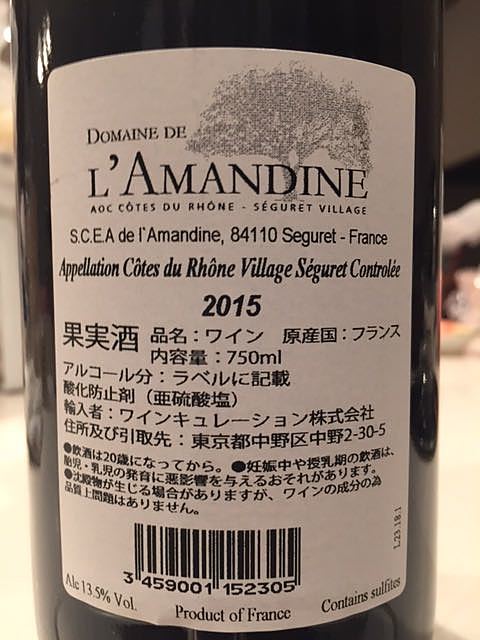 DOMAINE DE
L'AMANDINE
AOC CÔTES DU RHÔNE - SÉGURET VILLAGE
S.C.E.A de l`Amandine, 84110 Seguret - France
Appellation Côtes du Rhône Village Séguret Controlée
2015
果実酒 品名：ワイン 原産国：フランス
内容量：750ml
アルコール分：ラベルに記載
酸化防止剤（亜硫酸塩）
輸入者：ワインキュレーション株式会社
住所及び引取先：東京都中野区中野2-30-5
●飲酒は20歳になってから。●妊娠中や授乳期の飲酒は、
胎児・乳児の発育に悪影響を与えるおそれがあります。
●沈殿物が生じる場合がありますが、ワインの成分の為
品質上問題はありません。
L.23.18.1
3 459001 152305
Alc 13.5% Vol.
Product of France
Contains sulfites